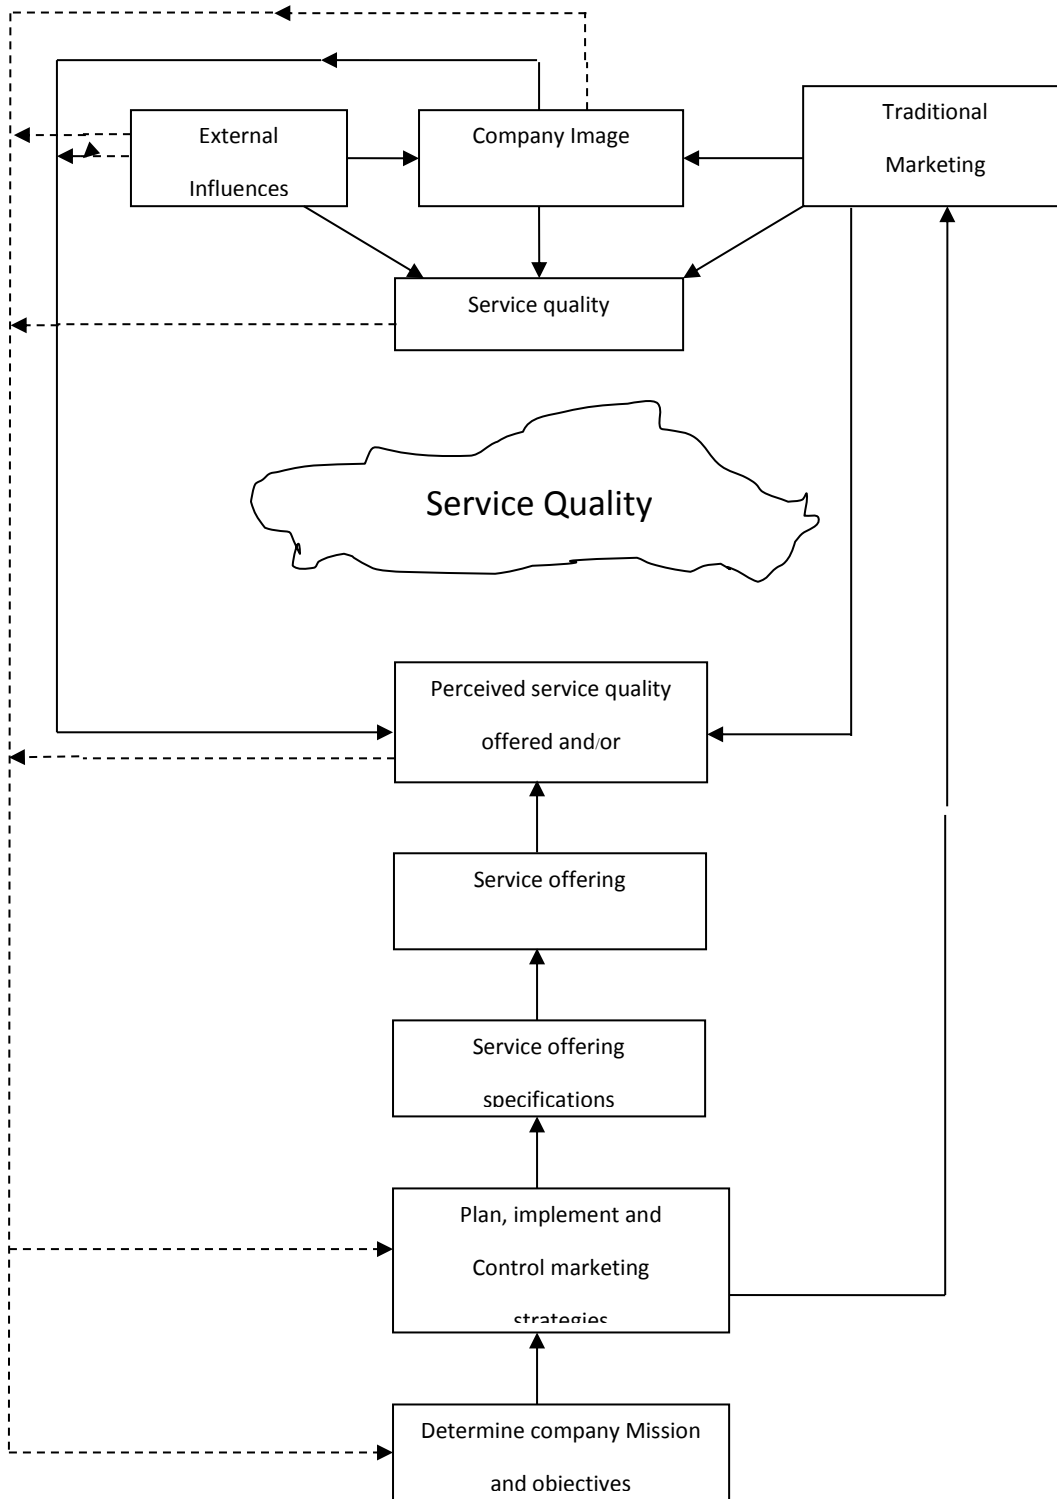 External
Influences
Company Image
Traditional
Marketing
Service quality
Service Quality
Perceived service quality
offered and/or
Service offering
Service offering
specifications
Plan, implement and
Control marketing
strategies
Determine company Mission
and objectives